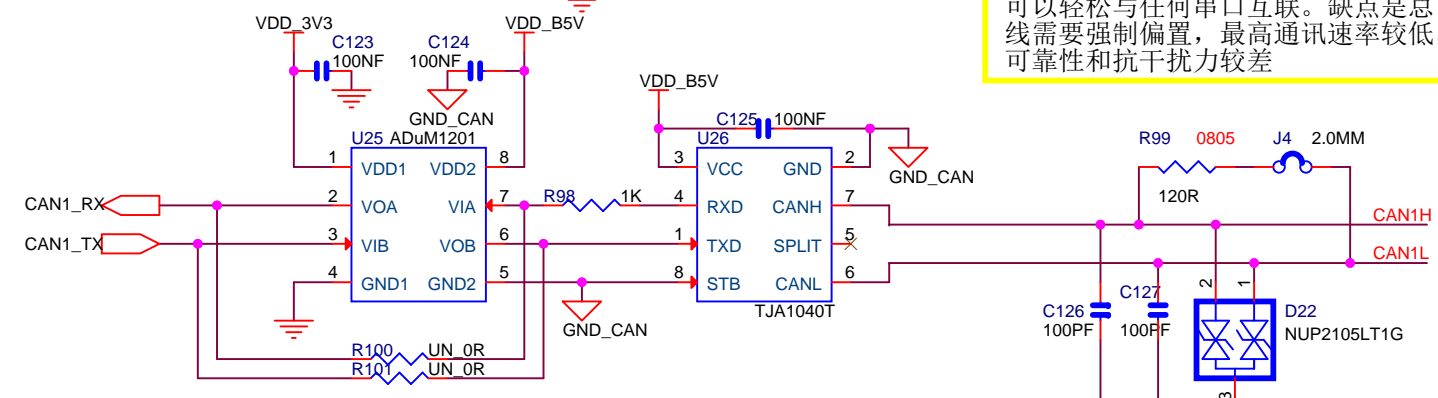 可以轻松与任何串口互联。缺点是总
线需要强制偏置，最高通讯速率较低
可靠性和抗干扰力较差
VDD_3V3
C123
100NF
C124
100NF
VDD_B5V
GND_CAN
U25 ADuM1201
1 VDD1 VDD2 8
2 VOA VIA 7
3 VIB VOB 6
4 GND1 GND2 5
CAN1_RX
CAN1_TX
R98 1K
GND_CAN
R100 UN_0R
R101 UN_0R
VDD_B5V
C125 100NF
U26
GND_CAN
3 VCC GND 2
4 RXD CANH 7
1 TXD SPLIT 5
8 STB CANL 6
TJA1040T
R99 0805 J4 2.0MM
120R
CAN1H
CAN1L
C126
100PF
C127
100PF
2 1
D22
NUP2105LT1G
3